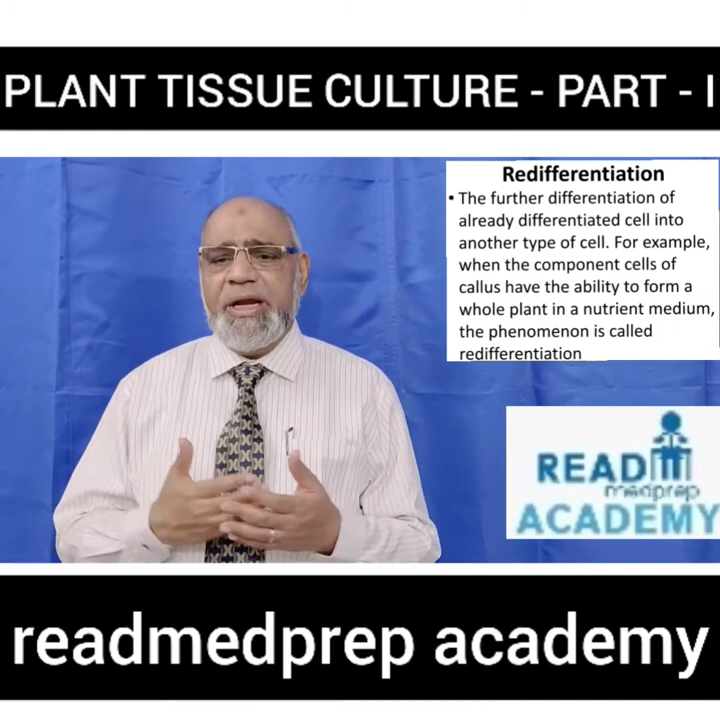 PLANT TISSUE CULTURE - PART - I
Redifferentiation
• The further differentiation of
already differentiated cell into
another type of cell. For example,
when the component cells of
callus have the ability to form a
whole plant in a nutrient medium,
the phenomenon is called
redifferentiation
READ
medprep
ACADEMY
readmedprep academy